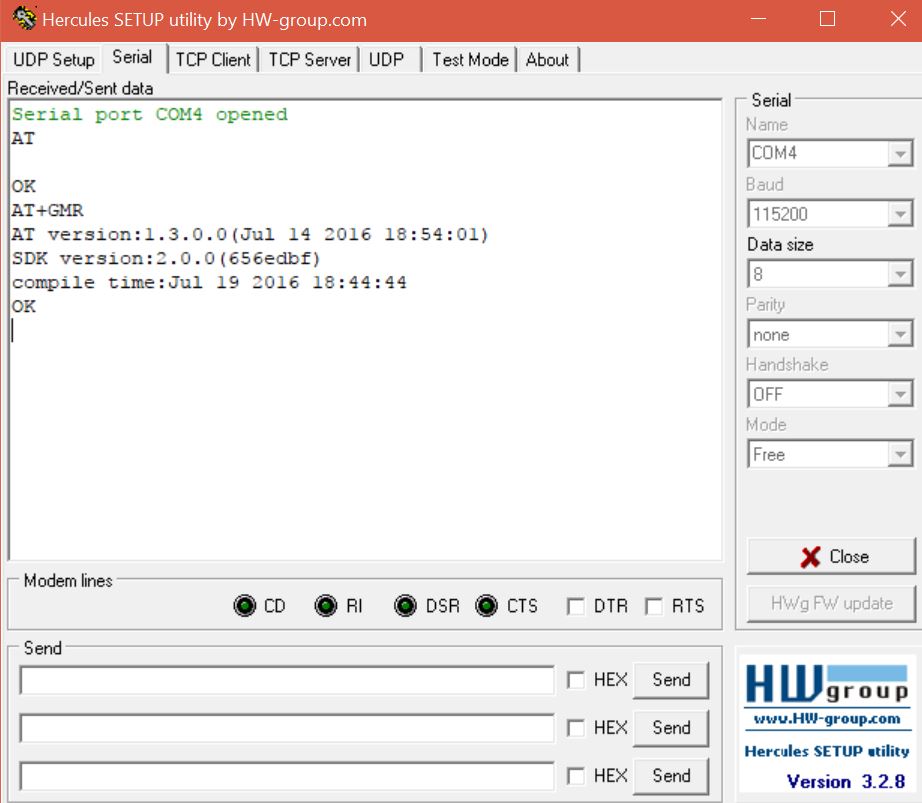 Hercules SETUP utility by HW-group.com
UDP Setup Serial TCP Client TCP Server UDP Test Mode About
Received/Sent data
Serial port COM4 opened
AT
OK
AT+GMR
AT version:1.3.0.0(Jul 14 2016 18:54:01)
SDK version:2.0.0(656edbf)
compile time:Jul 19 2016 18:44:44
OK
Serial
Name
COM4
Baud
115200
Data size
8
Parity
none
Handshake
OFF
Mode
Free
Close
HWg FW update
Modem lines
CD RI DSR CTS DTR RTS
Send
HEX Send
HEX Send
HEX Send
HWgroup
www.HW-group.com
Hercules SETUP utility
Version 3.2.8